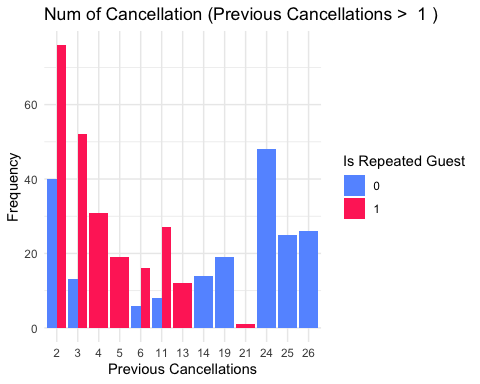 Num of Cancellation (Previous Cancellations >  1 )
Frequency
60
40
20
0
2 3 4 5 6 11 13 14 19 21 24 25 26
Previous Cancellations
Is Repeated Guest
0
1